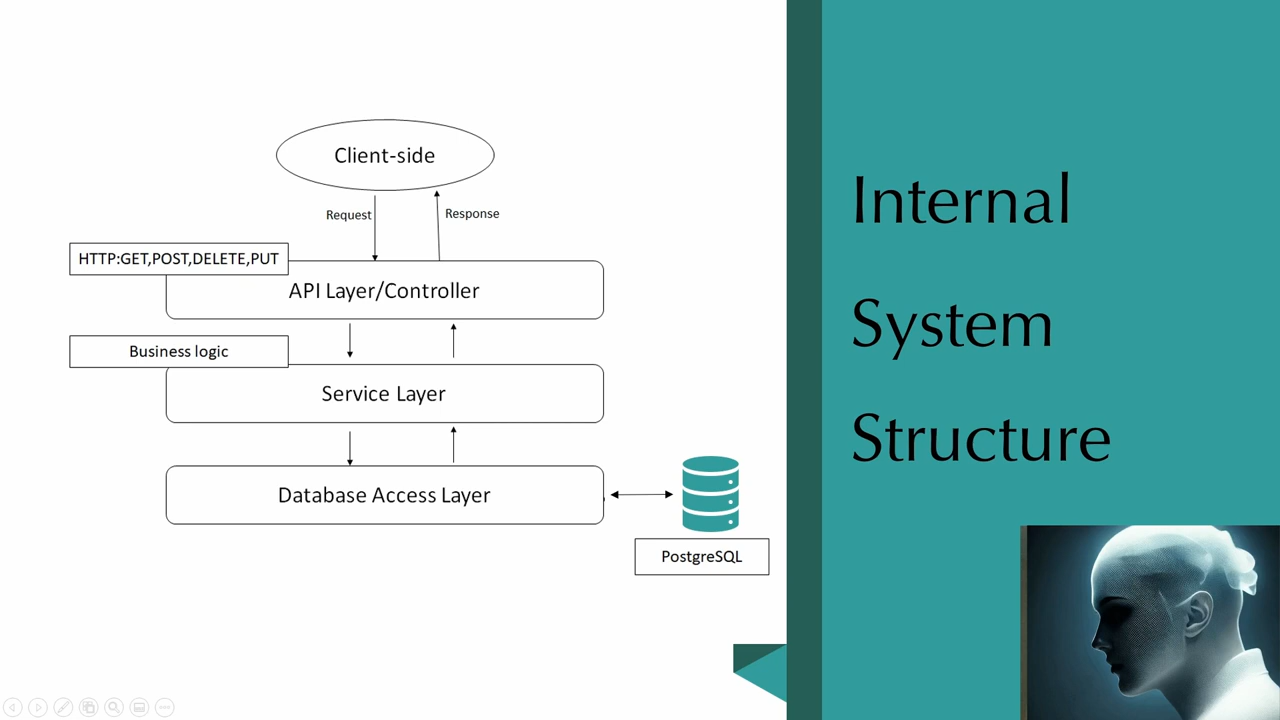 Client-side
Request
Response
HTTP:GET,POST,DELETE,PUT
API Layer/Controller
Business logic
Service Layer
Database Access Layer
PostgreSQL
Internal
System
Structure